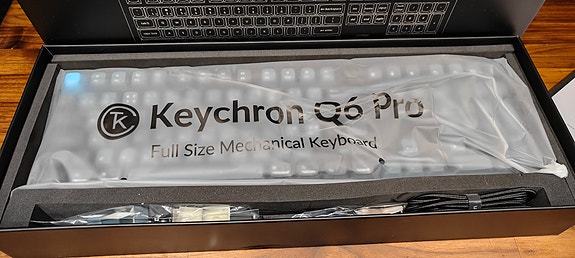 Keychron Q6 Pro
Full Size Mechanical Keyboard